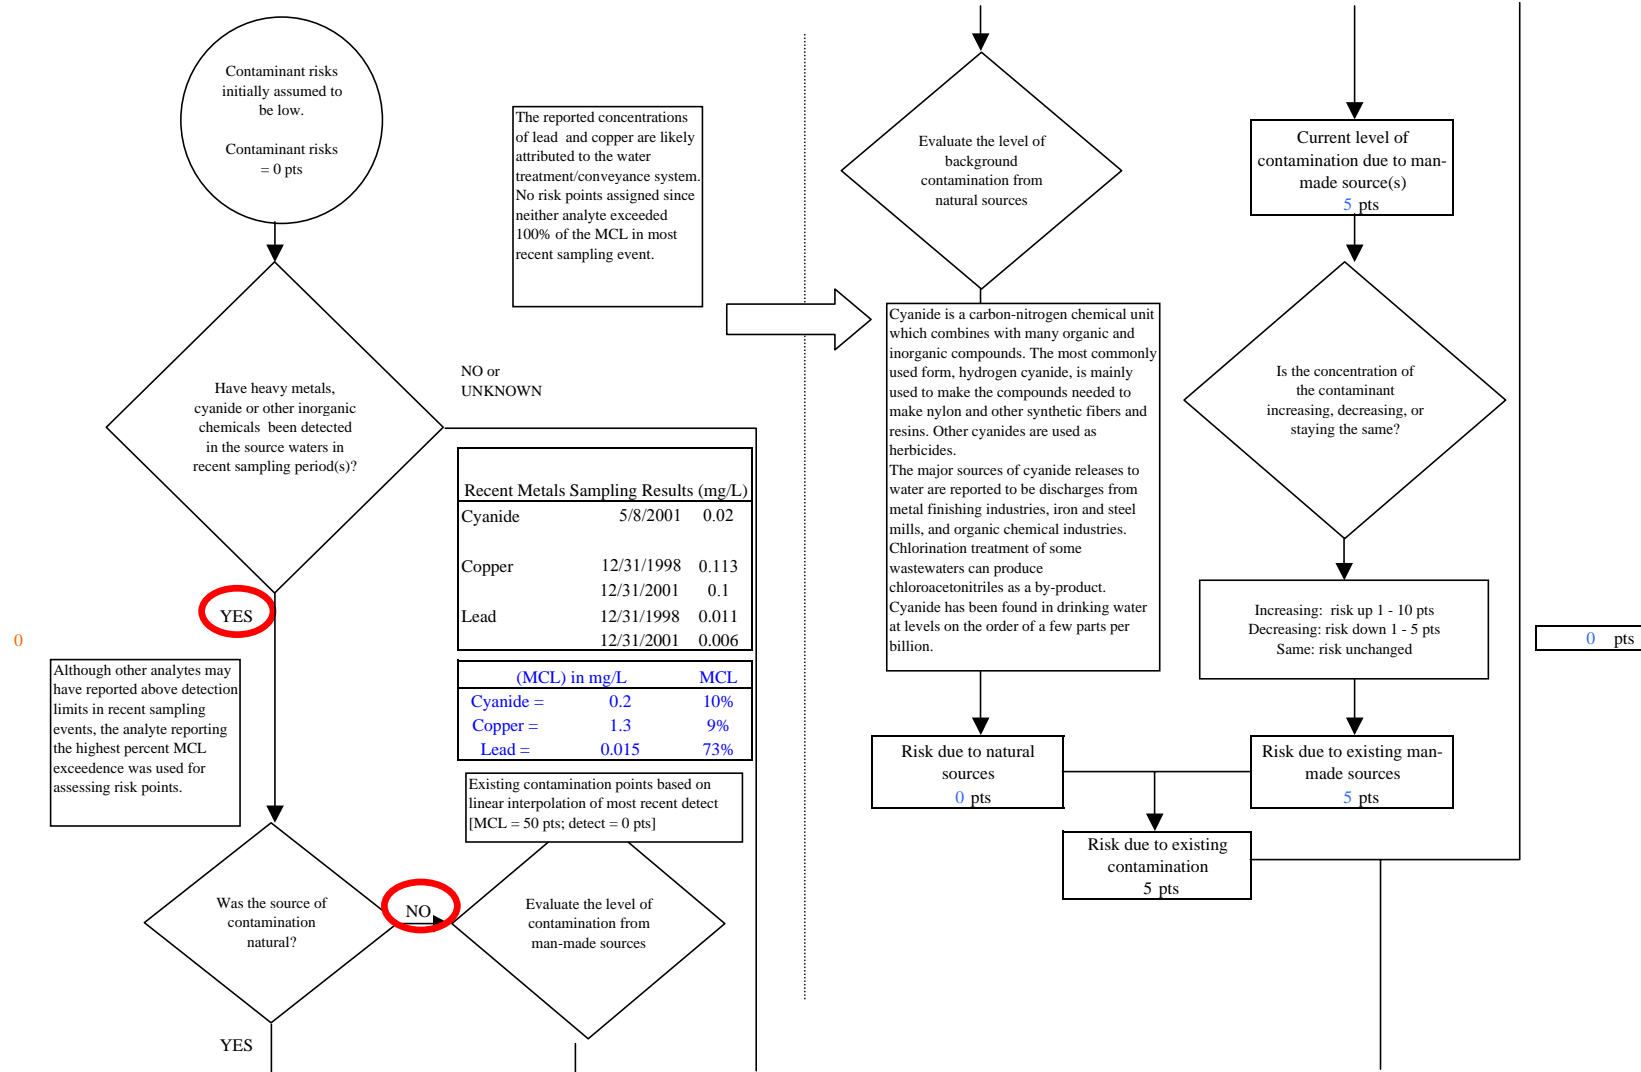 Contaminant risks
initially assumed to
be low.
Contaminant risks
= 0 pts
The reported concentrations
of lead and copper are likely
attributed to the water
treatment/conveyance system.
No risk points assigned since
neither analyte exceeded
100% of the MCL in most
recent sampling event.
Have heavy metals,
cyanide or other inorganic
chemicals been detected
in the source waters in
recent sampling period(s)?
NO or
UNKNOWN
Recent Metals Sampling Results (mg/L)
Cyanide 5/8/2001 0.02
Copper 12/31/1998 0.113
12/31/2001 0.1
Lead 12/31/1998 0.011
12/31/2001 0.006
YES
0
Although other analytes may
have reported above detection
limits in recent sampling
events, the analyte reporting
the highest percent MCL
exceedence was used for
assessing risk points.
(MCL) in mg/L MCL
Cyanide = 0.2 10%
Copper = 1.3 9%
Lead = 0.015 73%
Existing contamination points based on
linear interpolation of most recent detect
[MCL = 50 pts; detect = 0 pts]
Was the source of
contamination
natural?
NO
Evaluate the level of
contamination from
man-made sources
YES
Evaluate the level of
background
contamination from
natural sources
Cyanide is a carbon-nitrogen chemical unit
which combines with many organic and
inorganic compounds. The most commonly
used form, hydrogen cyanide, is mainly
used to make the compounds needed to
make nylon and other synthetic fibers and
resins. Other cyanides are used as
herbicides.
The major sources of cyanide releases to
water are reported to be discharges from
metal finishing industries, iron and steel
mills, and organic chemical industries.
Chlorination treatment of some
wastewaters can produce
chloroacetonitriles as a by-product.
Cyanide has been found in drinking water
at levels on the order of a few parts per
billion.
Risk due to natural
sources
0 pts
Current level of
contamination due to man-
made source(s)
5 pts
Is the concentration of
the contaminant
increasing, decreasing, or
staying the same?
Increasing: risk up 1 - 10 pts
Decreasing: risk down 1 - 5 pts
Same: risk unchanged
Risk due to existing man-
made sources
5 pts
Risk due to existing
contamination
5 pts
0 pts